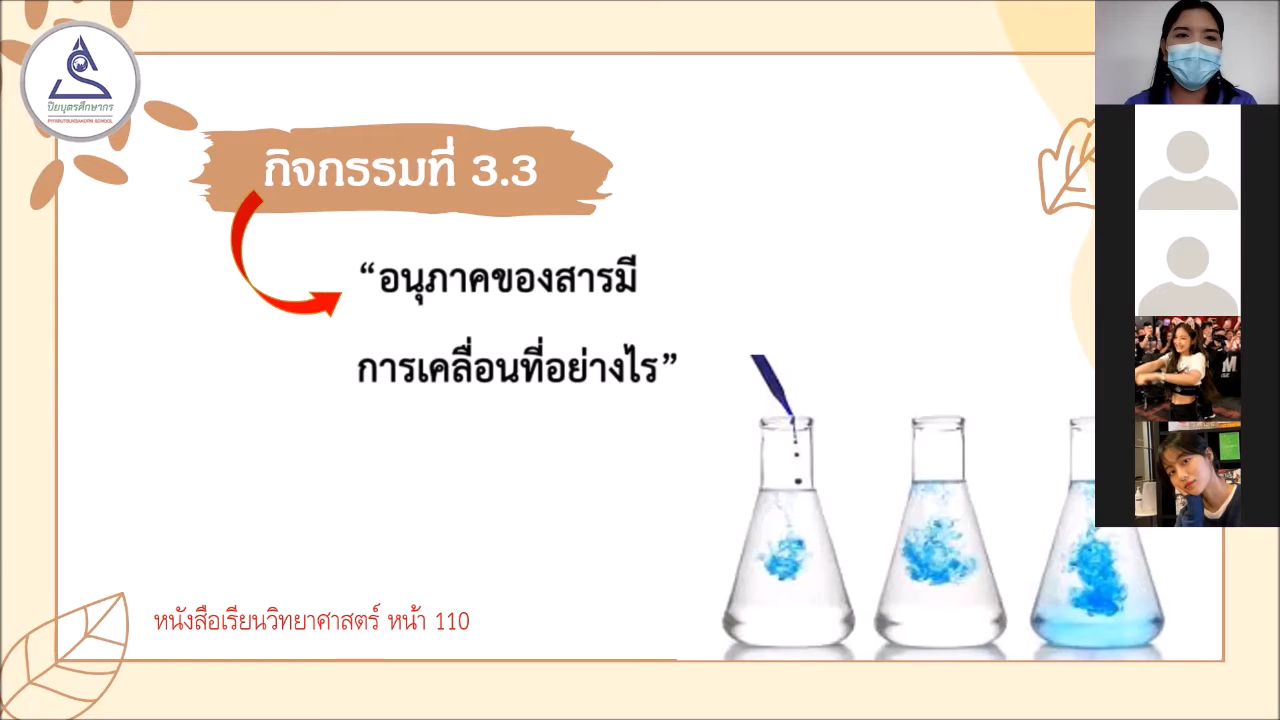 ปิยบุตรศึกษากร
PIYABUTSUKSAKORN SCHOOL
กิจกรรมที่ 3.3
“อนุภาคของสารมี
การเคลื่อนที่อย่างไร”
หนังสือเรียนวิทยาศาสตร์ หน้า 110
M